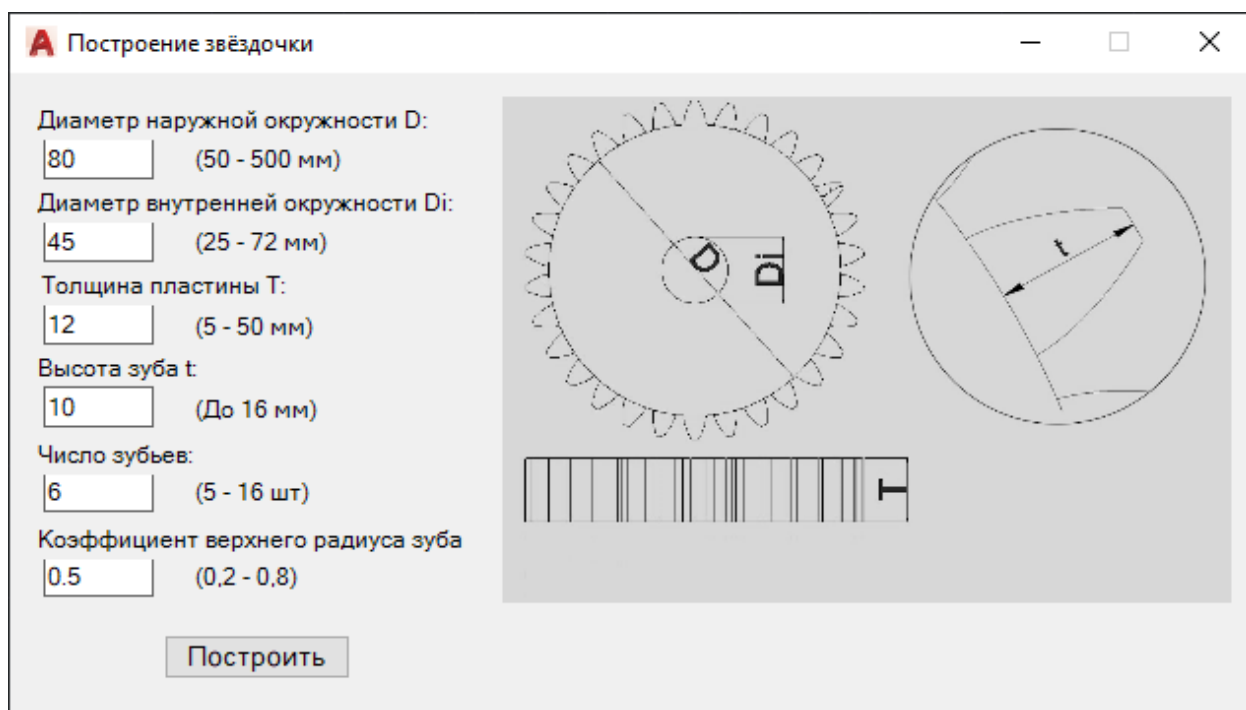 Построение звёздочки
Диаметр наружной окружности D:
80 (50 - 500 мм)
Диаметр внутренней окружности Di:
45 (25 - 72 мм)
Толщина пластины T:
12 (5 - 50 мм)
Высота зуба t:
10 (До 16 мм)
Число зубьев:
6 (5 - 16 шт)
Коэффициент верхнего радиуса зуба
0.5 (0,2 - 0,8)
Построить
D
Di
t
T